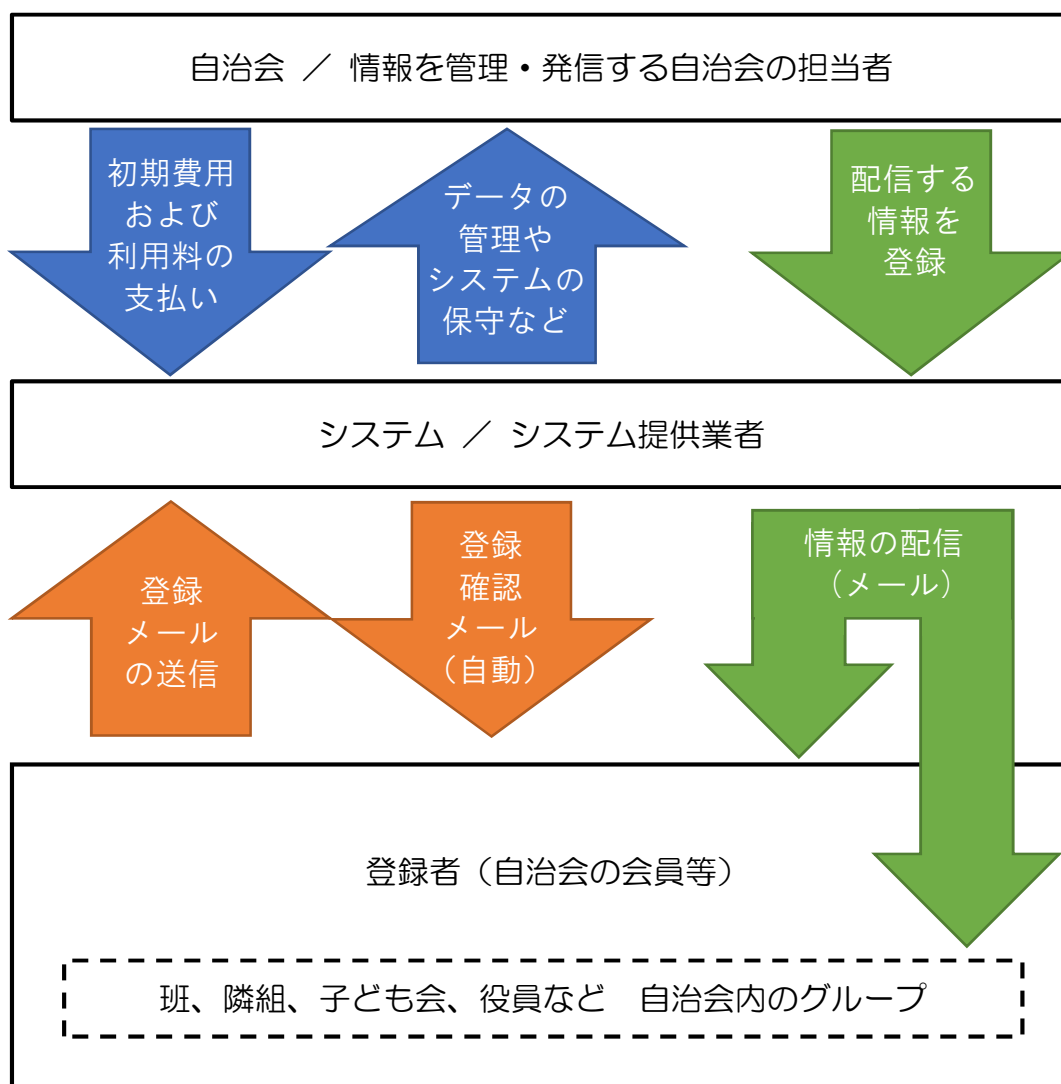 自治会 ／ 情報を管理・発信する自治会の担当者
初期費用
および
利用料の
支払い
データの
管理や
システムの
保守など
配信する
情報を
登録
システム ／ システム提供業者
登録
メール
の送信
登録
確認
メール
（自動）
情報の配信
（メール）
登録者（自治会の会員等）
班、隣組、子ども会、役員など　自治会内のグループ